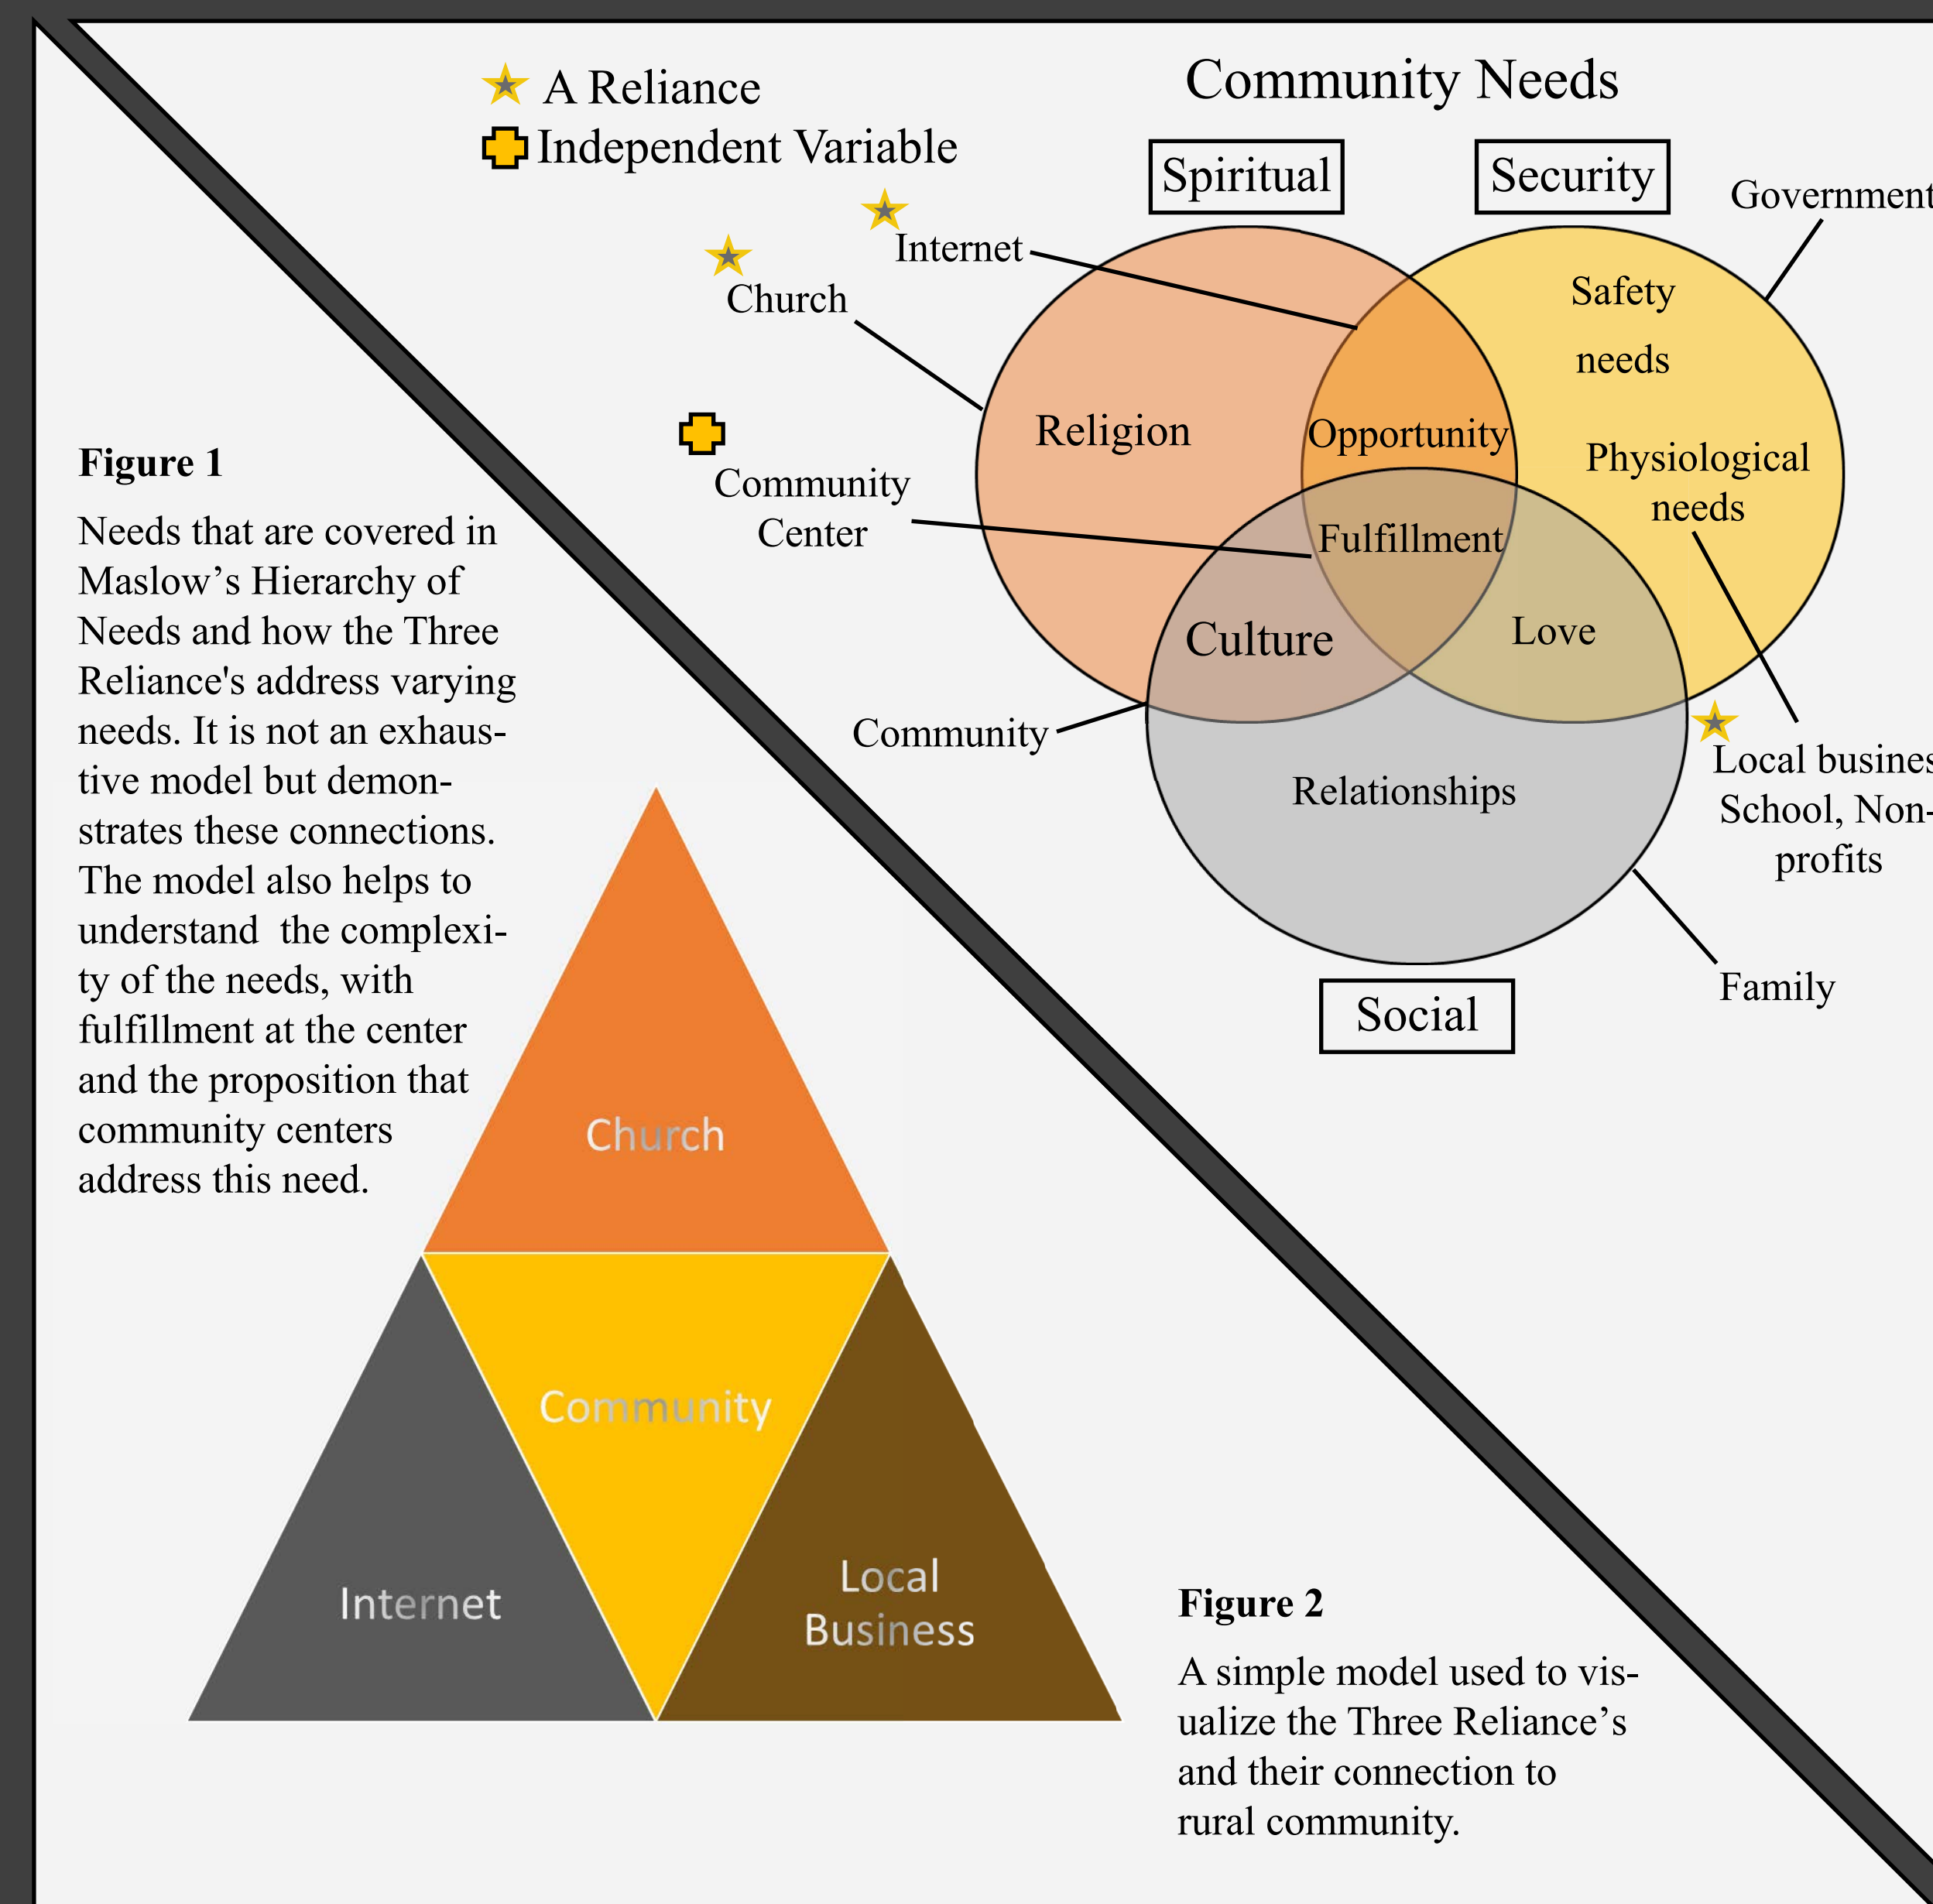 A Reliance
Independent Variable
Community Needs
Spiritual
Security
Government
Internet
Church
Safety
needs
Religion
Opportunity
Physiological
needs
Community
Center
Fulfillment
Culture
Love
Community
Relationships
Local busines
School, Non-
profits
Family
Social
Figure 1
Needs that are covered in
Maslow’s Hierarchy of
Needs and how the Three
Reliance's address varying
needs. It is not an exhaus-
tive model but demon-
strates these connections.
The model also helps to
understand  the complexi-
ty of the needs, with
fulfillment at the center
and the proposition that
community centers
address this need.
Church
Community
Internet
Local
Business
Figure 2
A simple model used to vis-
ualize the Three Reliance’s
and their connection to
rural community.